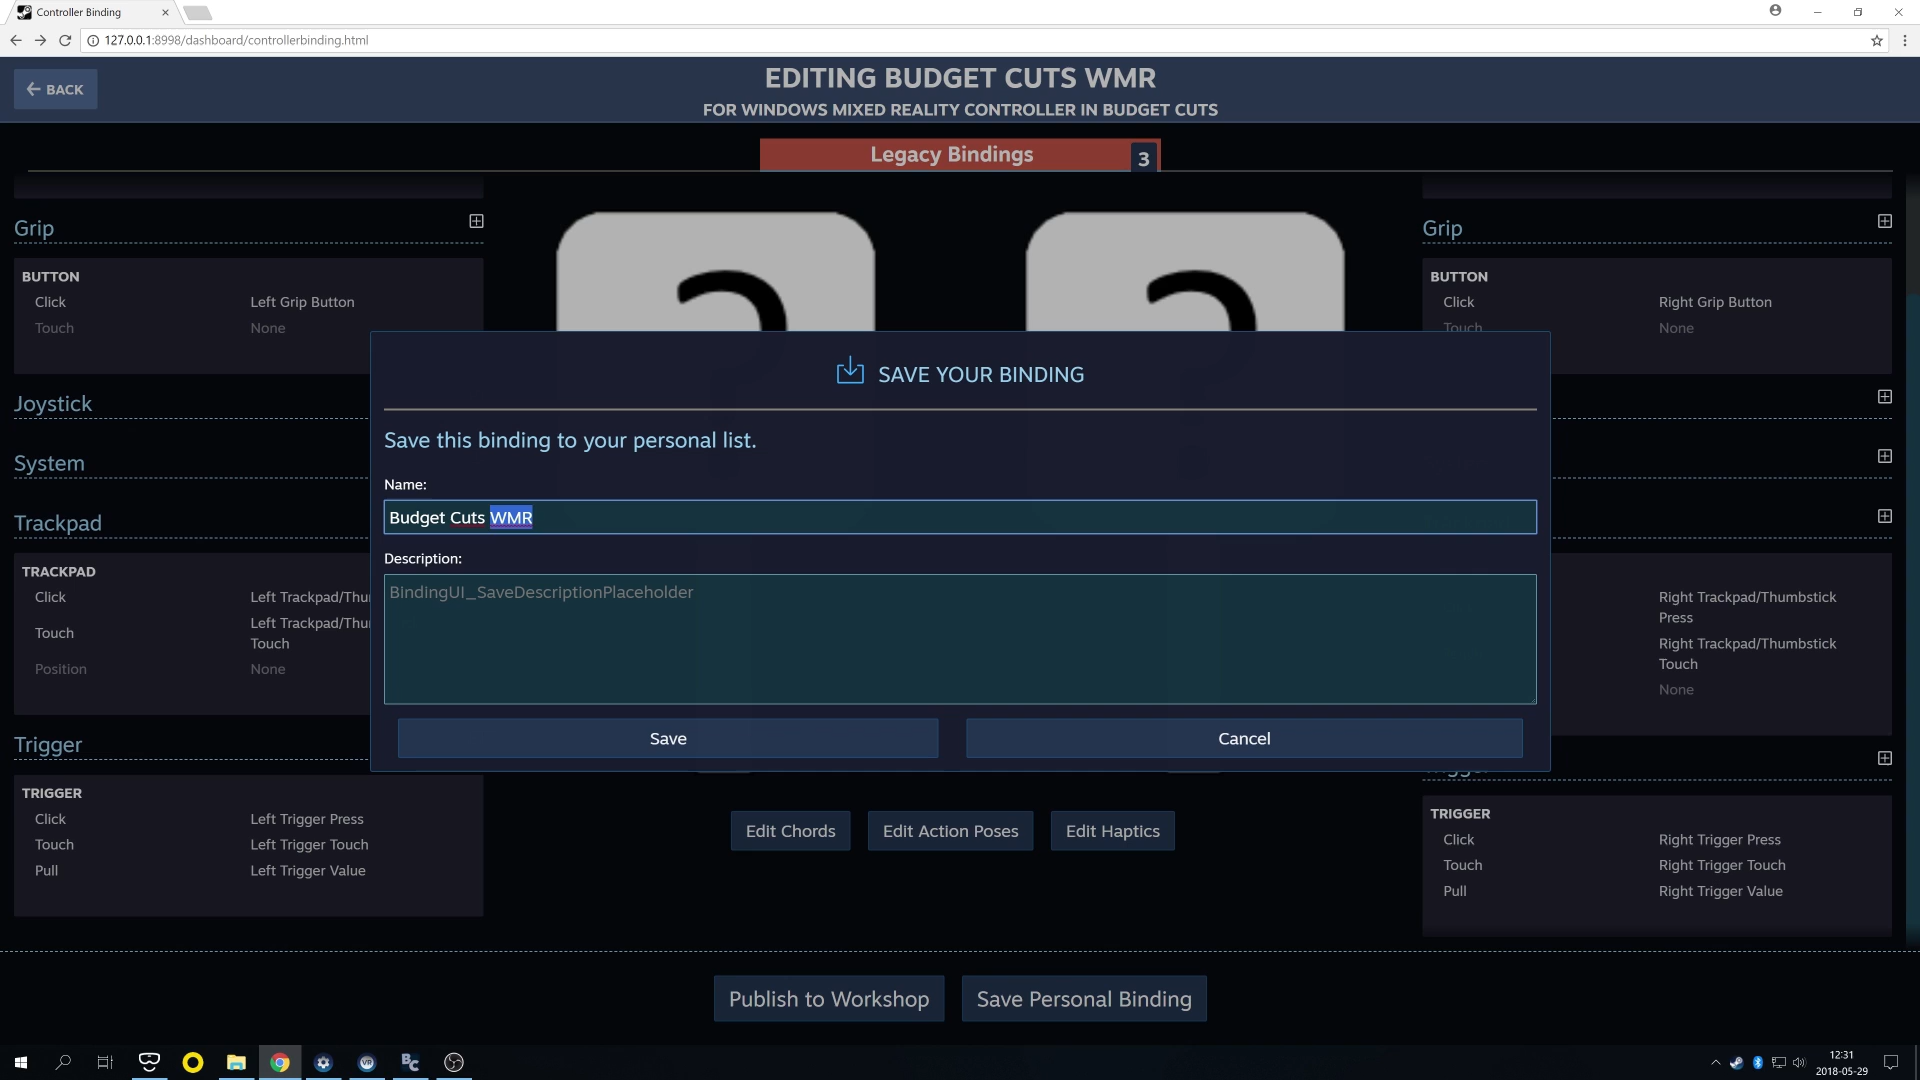 Controller Binding
127.0.0.1:8998/dashboard/controllerbinding.html
BACK
EDITING BUDGET CUTS WMR
FOR WINDOWS MIXED REALITY CONTROLLER IN BUDGET CUTS
Legacy Bindings 3
Grip
BUTTON
Click Left Grip Button
Touch None
Joystick
System
Trackpad
TRACKPAD
Click Left Trackpad/Thu
Touch Left Trackpad/Thu
Touch
Position None
Trigger
TRIGGER
Click Left Trigger Press
Touch Left Trigger Touch
Pull Left Trigger Value
SAVE YOUR BINDING
Save this binding to your personal list.
Name:
Budget Cuts WMR
Description:
BindingUI_SaveDescriptionPlaceholder
Save Cancel
Edit Chords Edit Action Poses Edit Haptics
Grip
BUTTON
Click Right Grip Button
Touch None
Right Trackpad/Thumbstick
Press
Right Trackpad/Thumbstick
Touch
None
TRIGGER
Click Right Trigger Press
Touch Right Trigger Touch
Pull Right Trigger Value
Publish to Workshop Save Personal Binding
VR
BC
12:31
2018-05-29